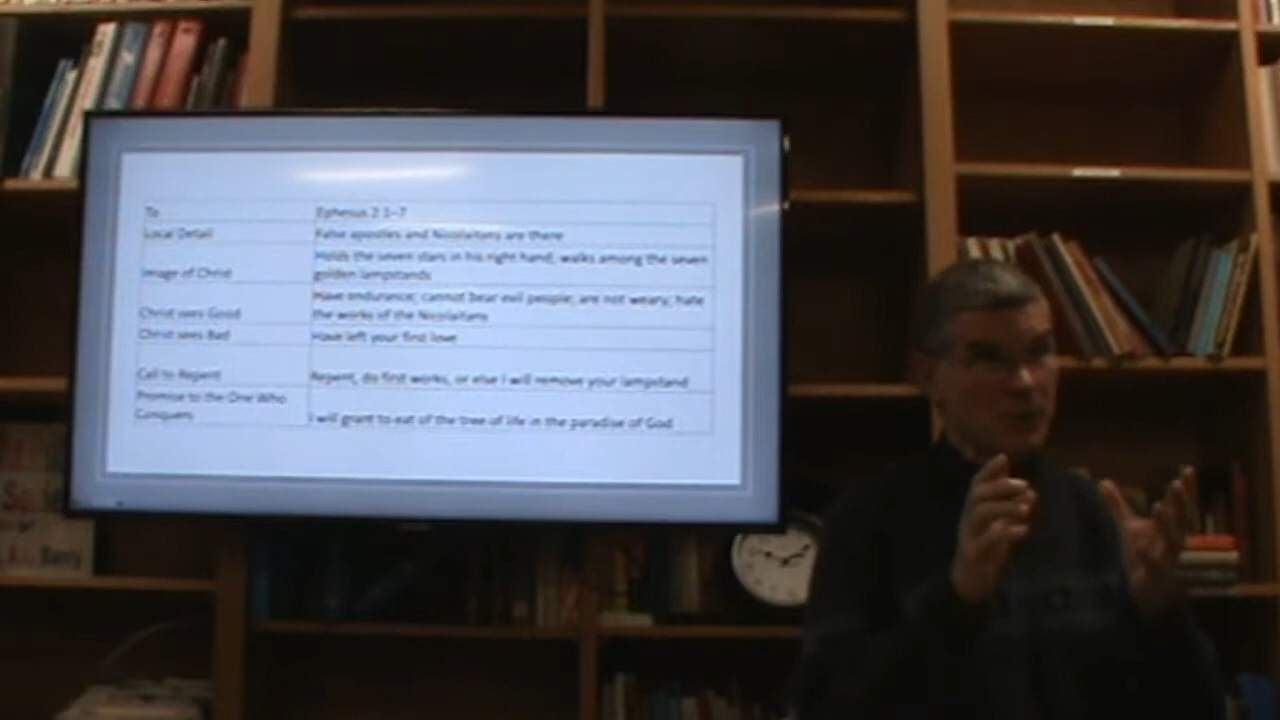 To
Ephesus 2:1-7
Local Detail
False apostles and Nicolaitans are there
Image of Christ
Holds the seven stars in his right hand, walks among the seven
golden lampstands
Christ sees Good
Have endurance; cannot bear evil people; are not weary; hate
the works of the Nicolaitans
Christ sees Bad
Have left your first love
Call to Repent
Repent, do first works, or else I will remove your lampstand
Promise to the One Who
Conquers
I will grant to eat of the tree of life in the paradise of God